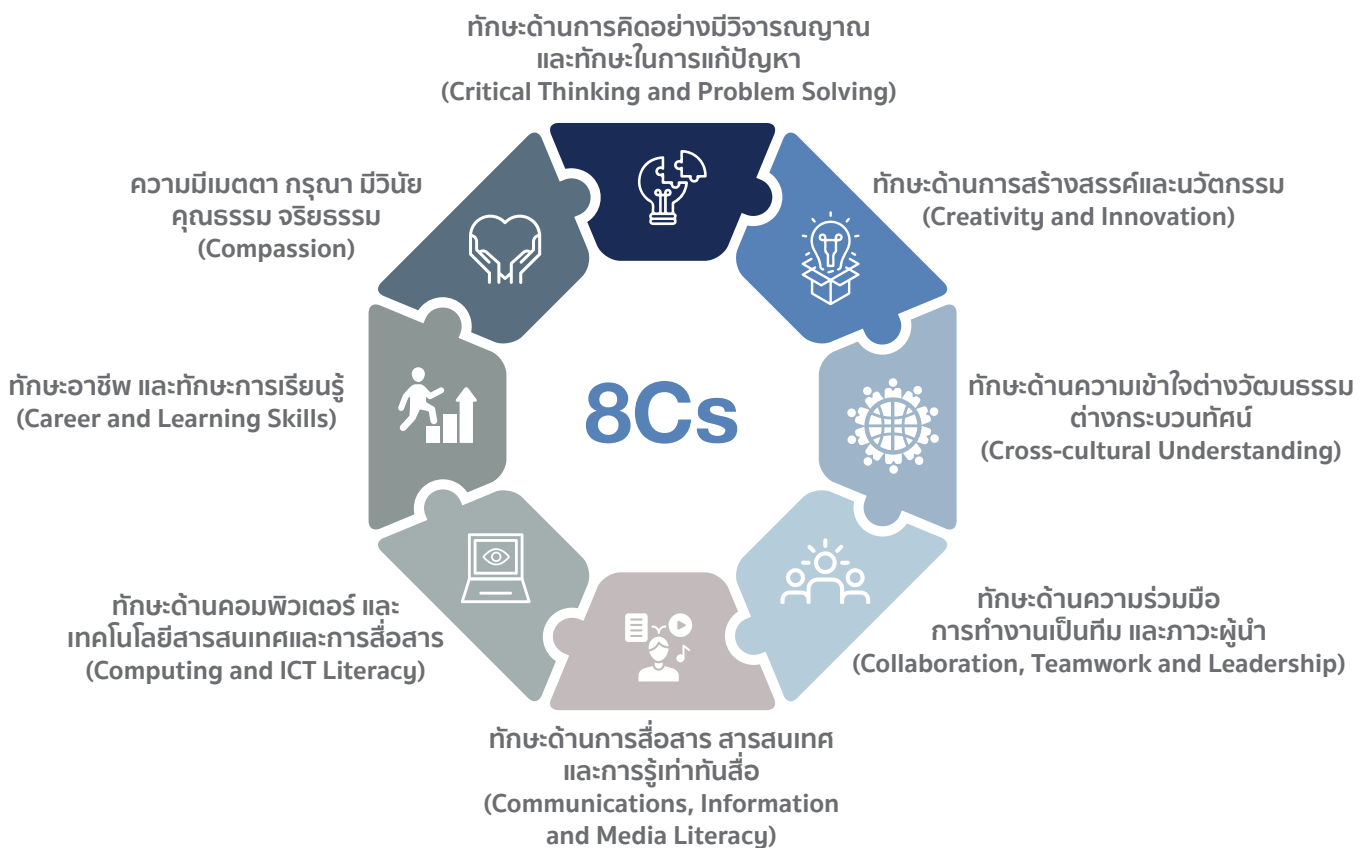 ทักษะด้านการคิดอย่างมีวิจารณญาณ
และทักษะในการแก้ปัญหา
(Critical Thinking and Problem Solving)
ทักษะด้านการสร้างสรรค์และนวัตกรรม
(Creativity and Innovation)
ทักษะด้านความเข้าใจต่างวัฒนธรรม
ต่างกระบวนทัศน์
(Cross-cultural Understanding)
ทักษะด้านความร่วมมือ
การทำงานเป็นทีม และภาวะผู้นำ
(Collaboration, Teamwork and Leadership)
ทักษะด้านการสื่อสาร สารสนเทศ
และการรู้เท่าทันสื่อ
(Communications, Information
and Media Literacy)
ทักษะด้านคอมพิวเตอร์ และ
เทคโนโลยีสารสนเทศและการสื่อสาร
(Computing and ICT Literacy)
ทักษะอาชีพ และทักษะการเรียนรู้
(Career and Learning Skills)
ความมีเมตตา กรุณา มีวินัย
คุณธรรม จริยธรรม
(Compassion)
8Cs